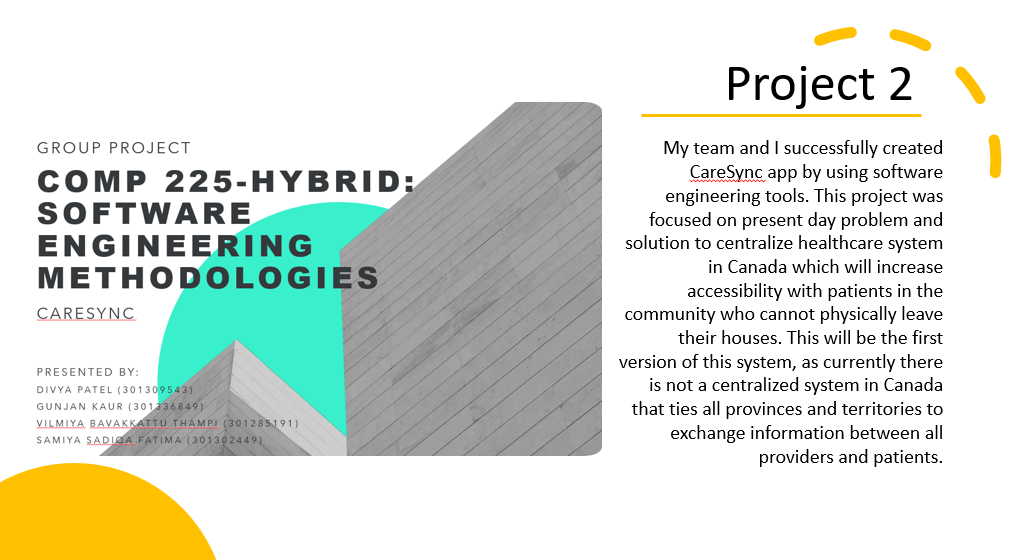 GROUP PROJECT
COMP 225-HYBRID:
SOFTWARE
ENGINEERING
METHODOLOGIES
CARESYNC
PRESENTED BY:
DIVYA PATEL (301309543)
GUNJAN KAUR (301336849)
VILMIYA BAVAKKATTU THAMPI (301285191)
SAMIYA SADIQA FATIMA (301302449)
Project 2
My team and I successfully created
CareSync app by using software
engineering tools. This project was
focused on present day problem and
solution to centralize healthcare system
in Canada which will increase
accessibility with patients in the
community who cannot physically leave
their houses. This will be the first
version of this system, as currently there
is not a centralized system in Canada
that ties all provinces and territories to
exchange information between all
providers and patients.